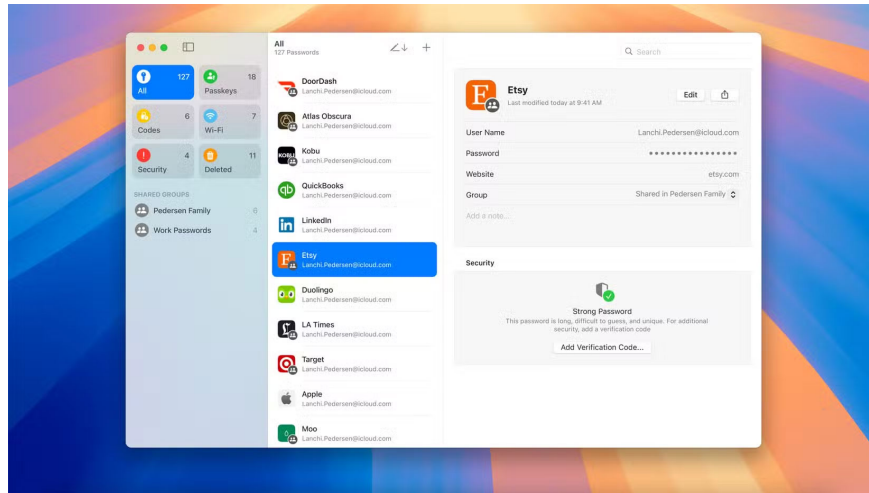 All
127 Passwords
Search
127
All
18
Passkeys
6
Codes
7
Wi-Fi
4
Security
11
Deleted
SHARED GROUPS
Pedersen Family
6
Work Passwords
4
DoorDash
Lanchi.Pedersen@icloud.com
Atlas Obscura
Lanchi.Pedersen@icloud.com
KOBU
Kobu
Lanchi.Pedersen@icloud.com
qb
QuickBooks
Lanchi.Pedersen@icloud.com
in
LinkedIn
Lanchi.Pedersen@icloud.com
E
Etsy
Lanchi.Pedersen@icloud.com
Duolingo
Lanchi.Pedersen@icloud.com
LA Times
Lanchi.Pedersen@icloud.com
Target
Lanchi.Pedersen@icloud.com
Apple
Lanchi.Pedersen@icloud.com
Moo
Lanchi.Pedersen@icloud.com
E
Etsy
Last modified today at 9:41 AM
Edit
User Name Lanchi.Pedersen@icloud.com
Password ••••••••••••••••
Website etsy.com
Group Shared in Pedersen Family
Add a note...
Security
Strong Password
This password is long, difficult to guess, and unique. For additional
security, add a verification code
Add Verification Code...